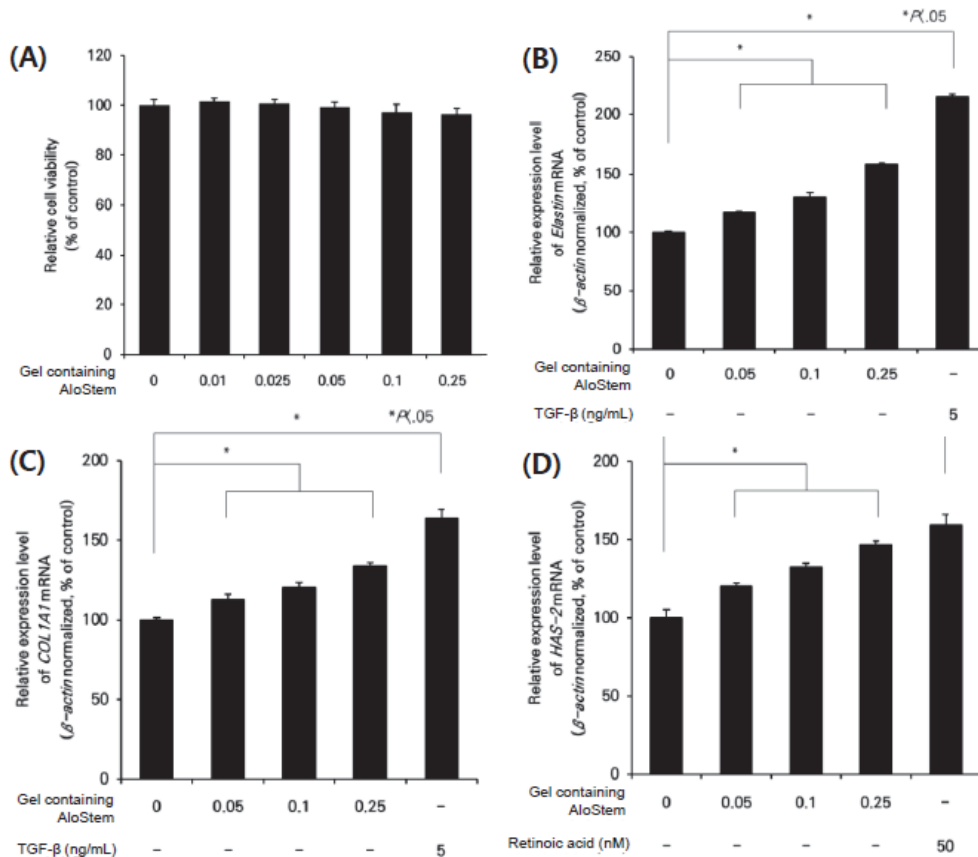 (A)
Relative cell viability
(% of control)
120
100
80
60
40
20
0
Gel containing
AloStem
0 0.01 0.025 0.05 0.1 0.25
(B)
*P(.05
*
*
Relative expression level
of Elastin mRNA
(β-actin normalized, % of control)
250
200
150
100
50
0
Gel containing
AloStem
0 0.05 0.1 0.25 –
TGF-β (ng/mL)
– – – – 5
(C)
*P(.05
*
*
Relative expression level
of COL1A1 mRNA
(β-actin normalized, % of control)
200
150
100
50
0
Gel containing
AloStem
0 0.05 0.1 0.25 –
TGF-β (ng/mL)
– – – – 5
(D)
*
Relative expression level
of HAS-2 mRNA
(β-actin normalized, % of control)
200
150
100
50
0
Gel containing
AloStem
0 0.05 0.1 0.25 –
Retinoic acid (nM)
– – – – 50